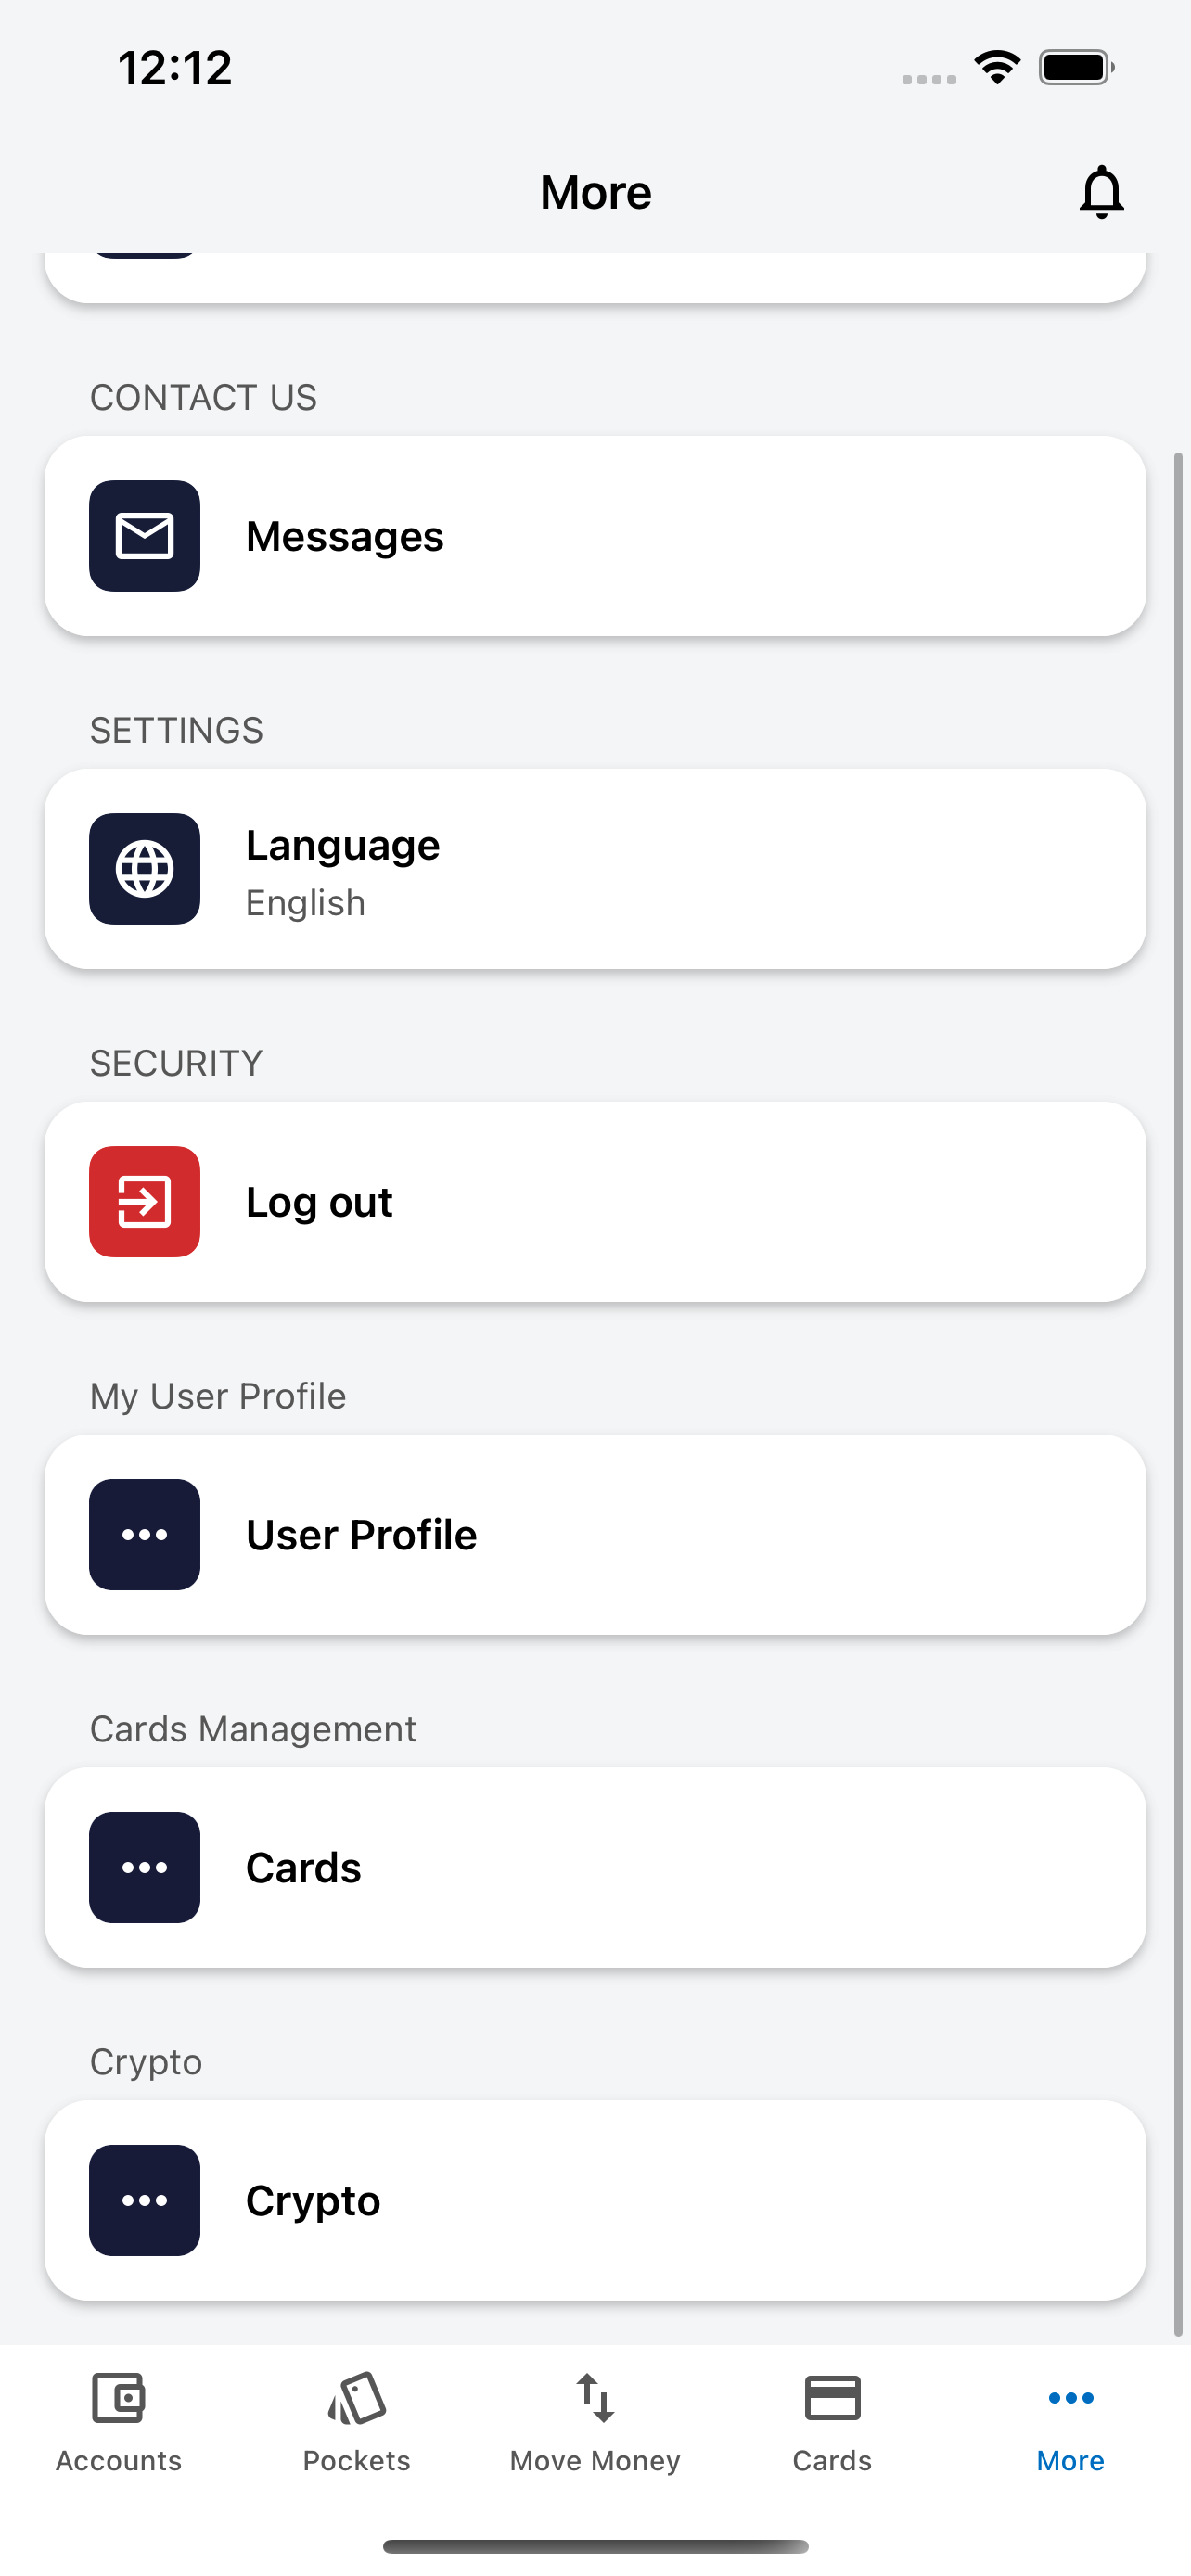 12:12
More
CONTACT US
Messages
SETTINGS
Language
English
SECURITY
Log out
My User Profile
User Profile
Cards Management
Cards
Crypto
Crypto
Accounts
Pockets
Move Money
Cards
More